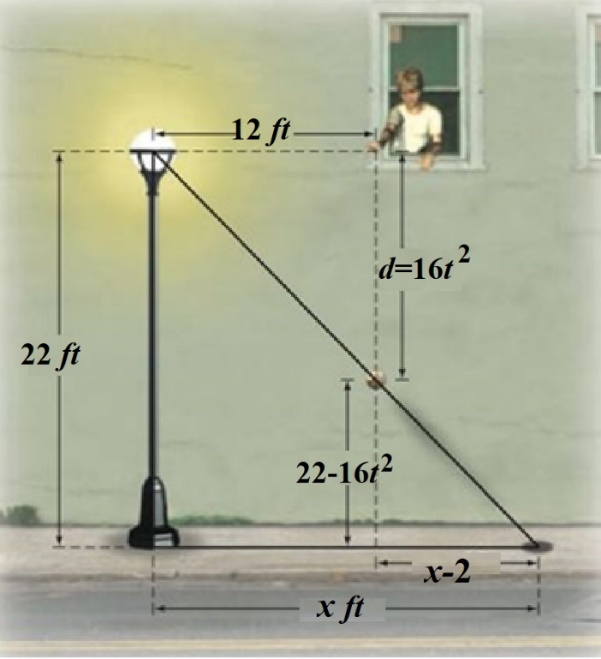 12 ft
d=16t²
22 ft
22-16t²
x-2
x ft